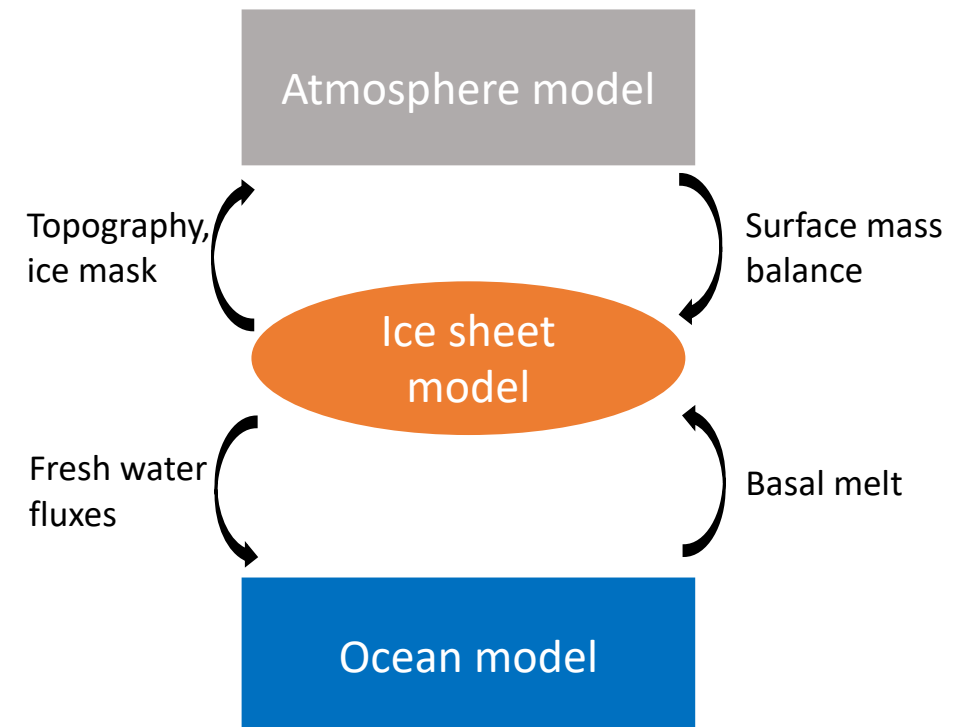 Atmosphere model
Topography,
ice mask
Surface mass
balance
Ice sheet
model
Fresh water
fluxes
Basal melt
Ocean model